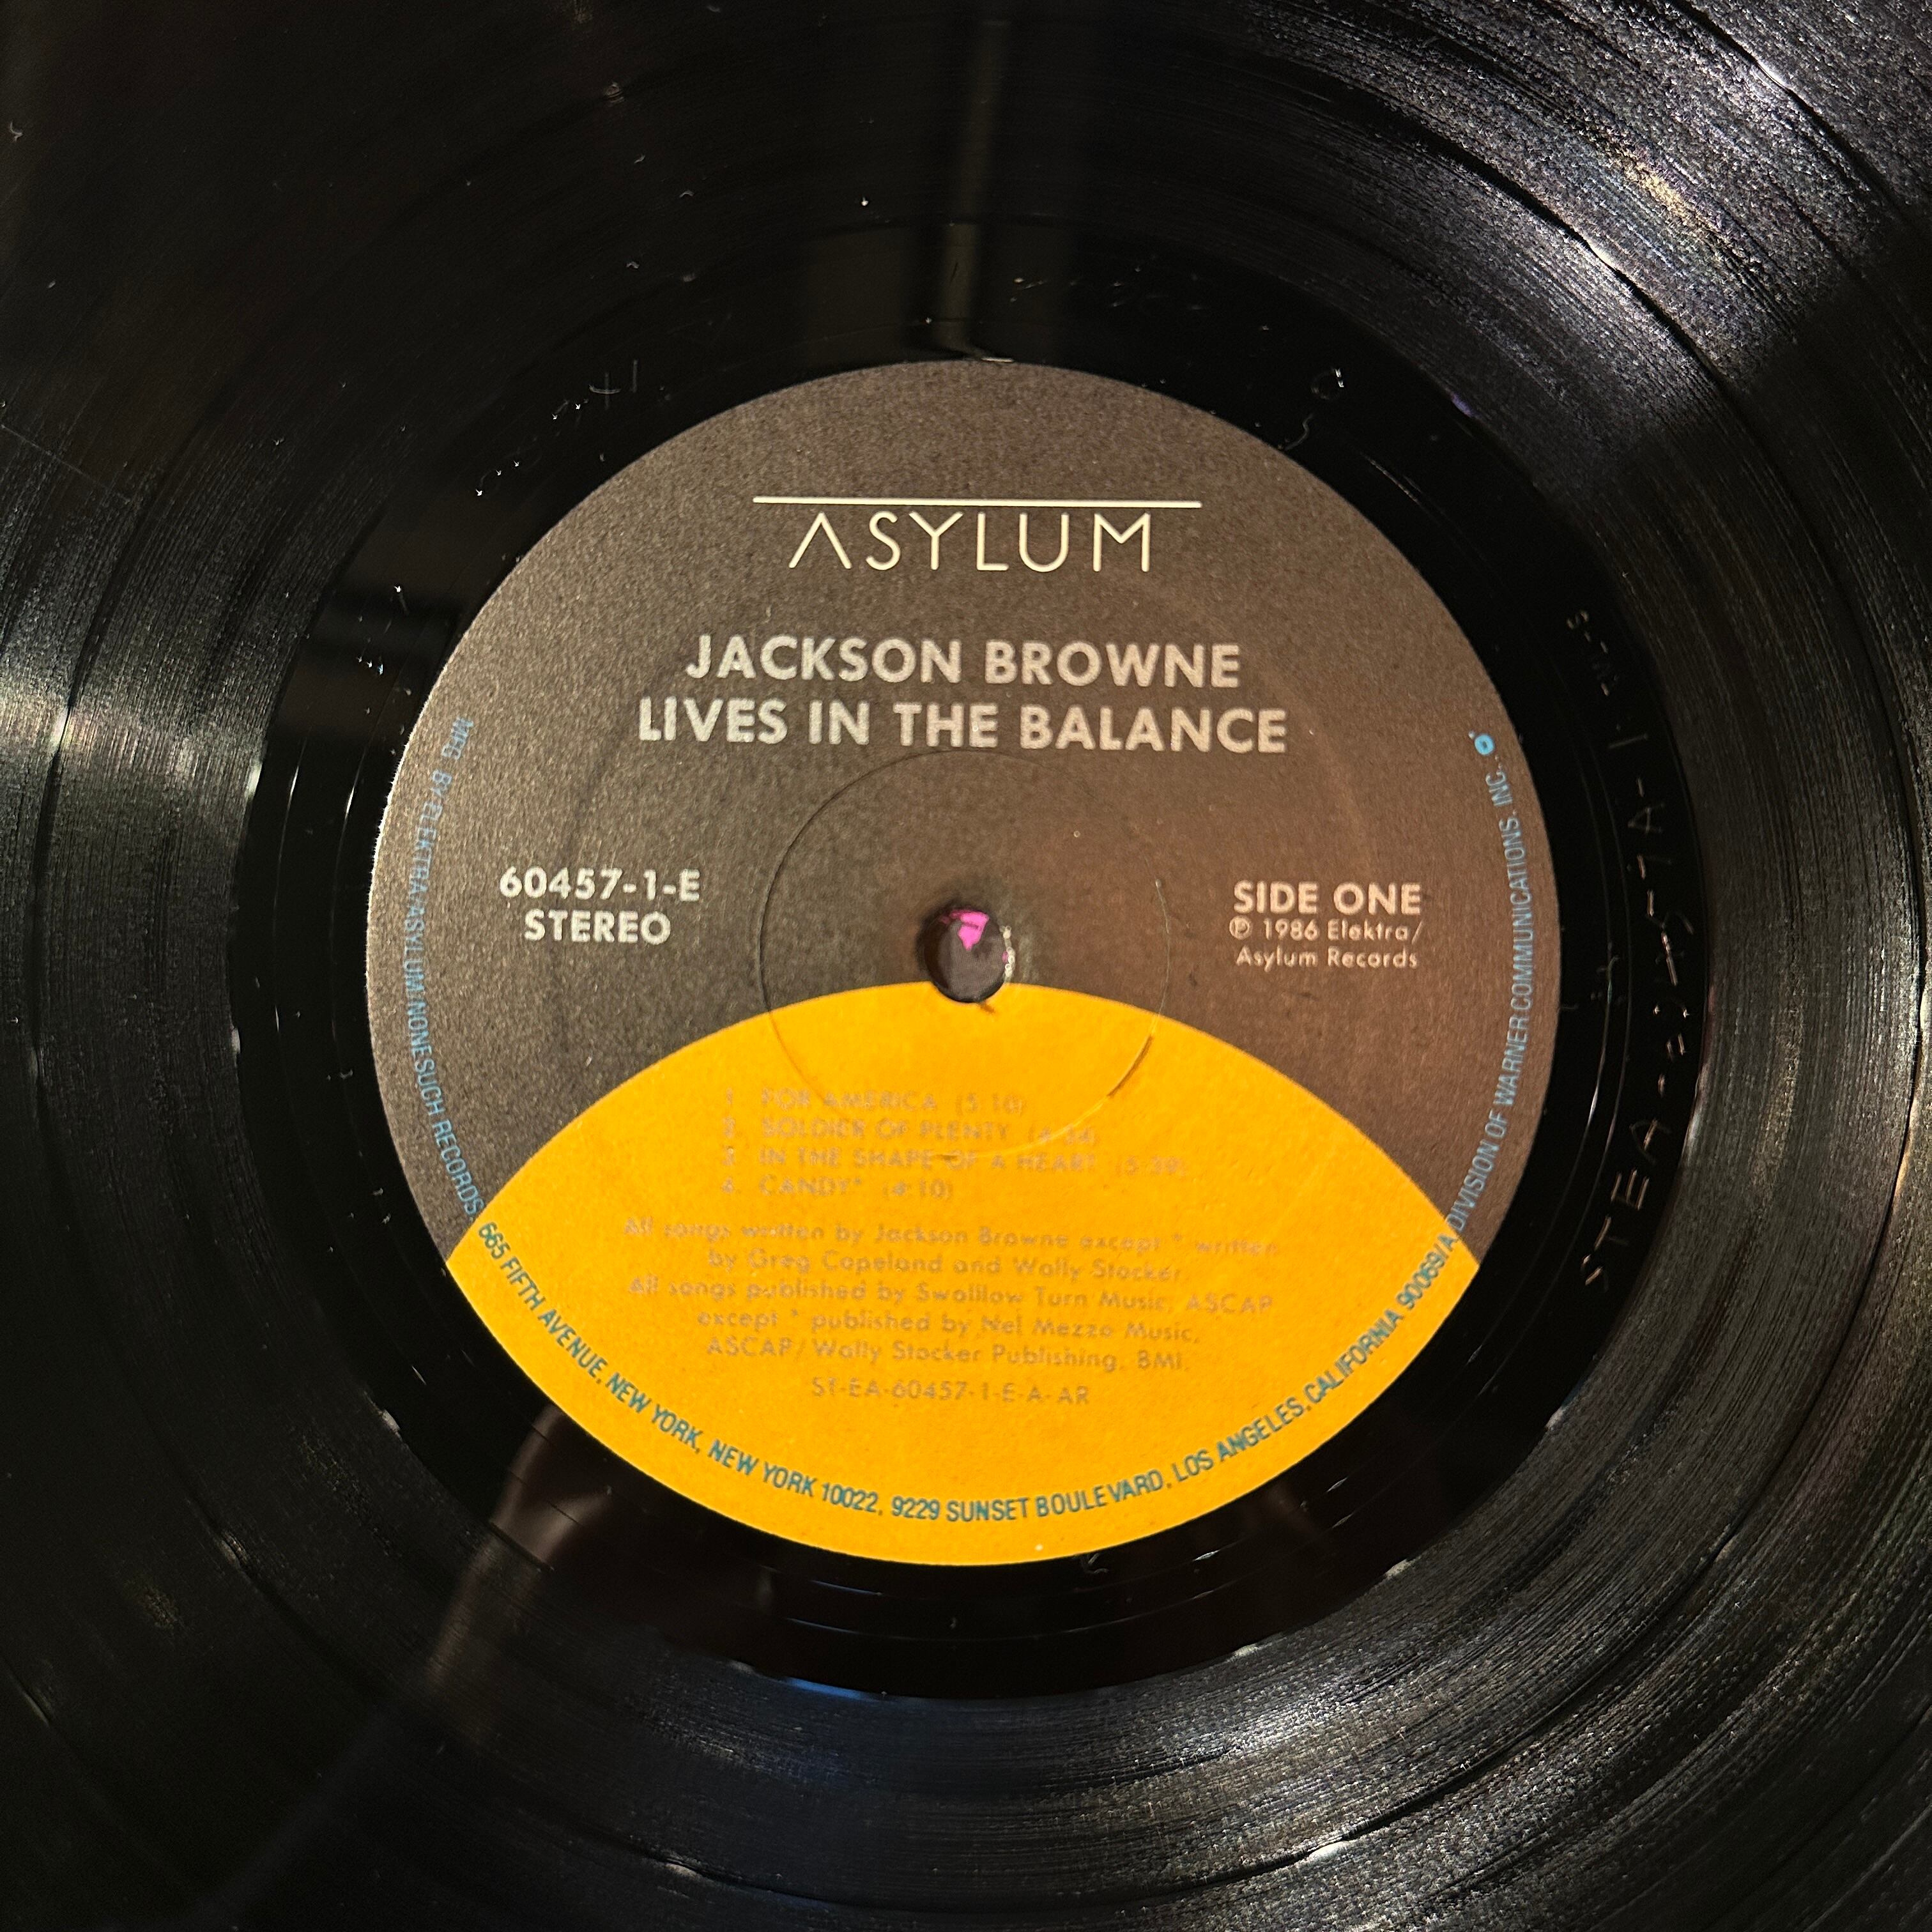 ASYLUM
JACKSON BROWNE
LIVES IN THE BALANCE
60457-1-E
STEREO
SIDE ONE
℗ 1986 Elektra/
Asylum Records
1. FOR AMERICA (5:10)
2. SOLDIER OF PLENTY (4:34)
3. IN THE SHAPE OF A HEART (5:39)
4. CANDY* (4:10)
All songs written by Jackson Browne except * written
by Greg Copeland and Wally Stocker.
All songs published by Swalllow Turn Music, ASCAP
except * published by Nel Mezzo Music,
ASCAP/Wally Stocker Publishing, BMI.
ST-EA-60457-1-E-A-AR
MFG. BY ELEKTRA/ASYLUM/NONESUCH RECORDS, 665 FIFTH AVENUE, NEW YORK, NEW YORK 10022, 9229 SUNSET BOULEVARD, LOS ANGELES, CALIFORNIA 90069/A DIVISION OF WARNER COMMUNICATIONS, INC.